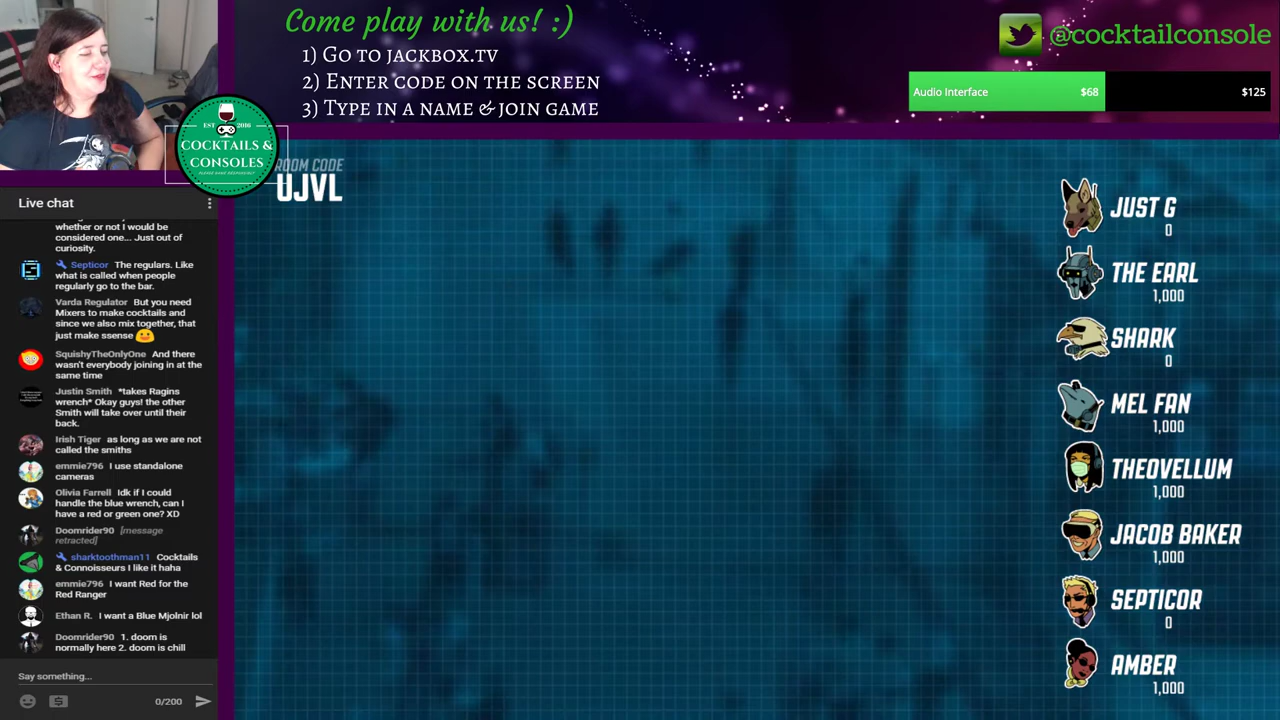 Come play with us! :)
1) Go to jackbox.tv
2) Enter code on the screen
3) Type in a name & join game
@cocktailconsole
Audio Interface $68 $125
EST 2016
COCKTAILS &
CONSOLES
ROOM CODE
UJVL
Live chat
whether or not I would be
considered one... Just out of
curiosity.
Septicor The regulars. Like
what is called when people
regularly go to the bar.
Varda Regulator But you need
Mixers to make cocktails and
since we also mix together, that
just make ssense
SquishyTheOnlyOne And there
wasn't everybody joining in at the
same time
Justin Smith *takes Ragins
wrench* Okay guys! the other
Smith will take over until their
back.
Irish Tiger as long as we are not
called the smiths
emmie796 I use standalone
cameras
Olivia Farrell Idk if I could
handle the blue wrench, can I
have a red or green one? XD
Doomrider90 [message
retracted]
sharktoothman11 Cocktails
& Connoisseurs I like it haha
emmie796 I want Red for the
Red Ranger
Ethan R. I want a Blue Mjolnir lol
Doomrider90 1. doom is
normally here 2. doom is chill
Say something...
0/200
JUST G
0
THE EARL
1,000
SHARK
0
MEL FAN
1,000
THEOVELLUM
1,000
JACOB BAKER
1,000
SEPTICOR
0
AMBER
1,000